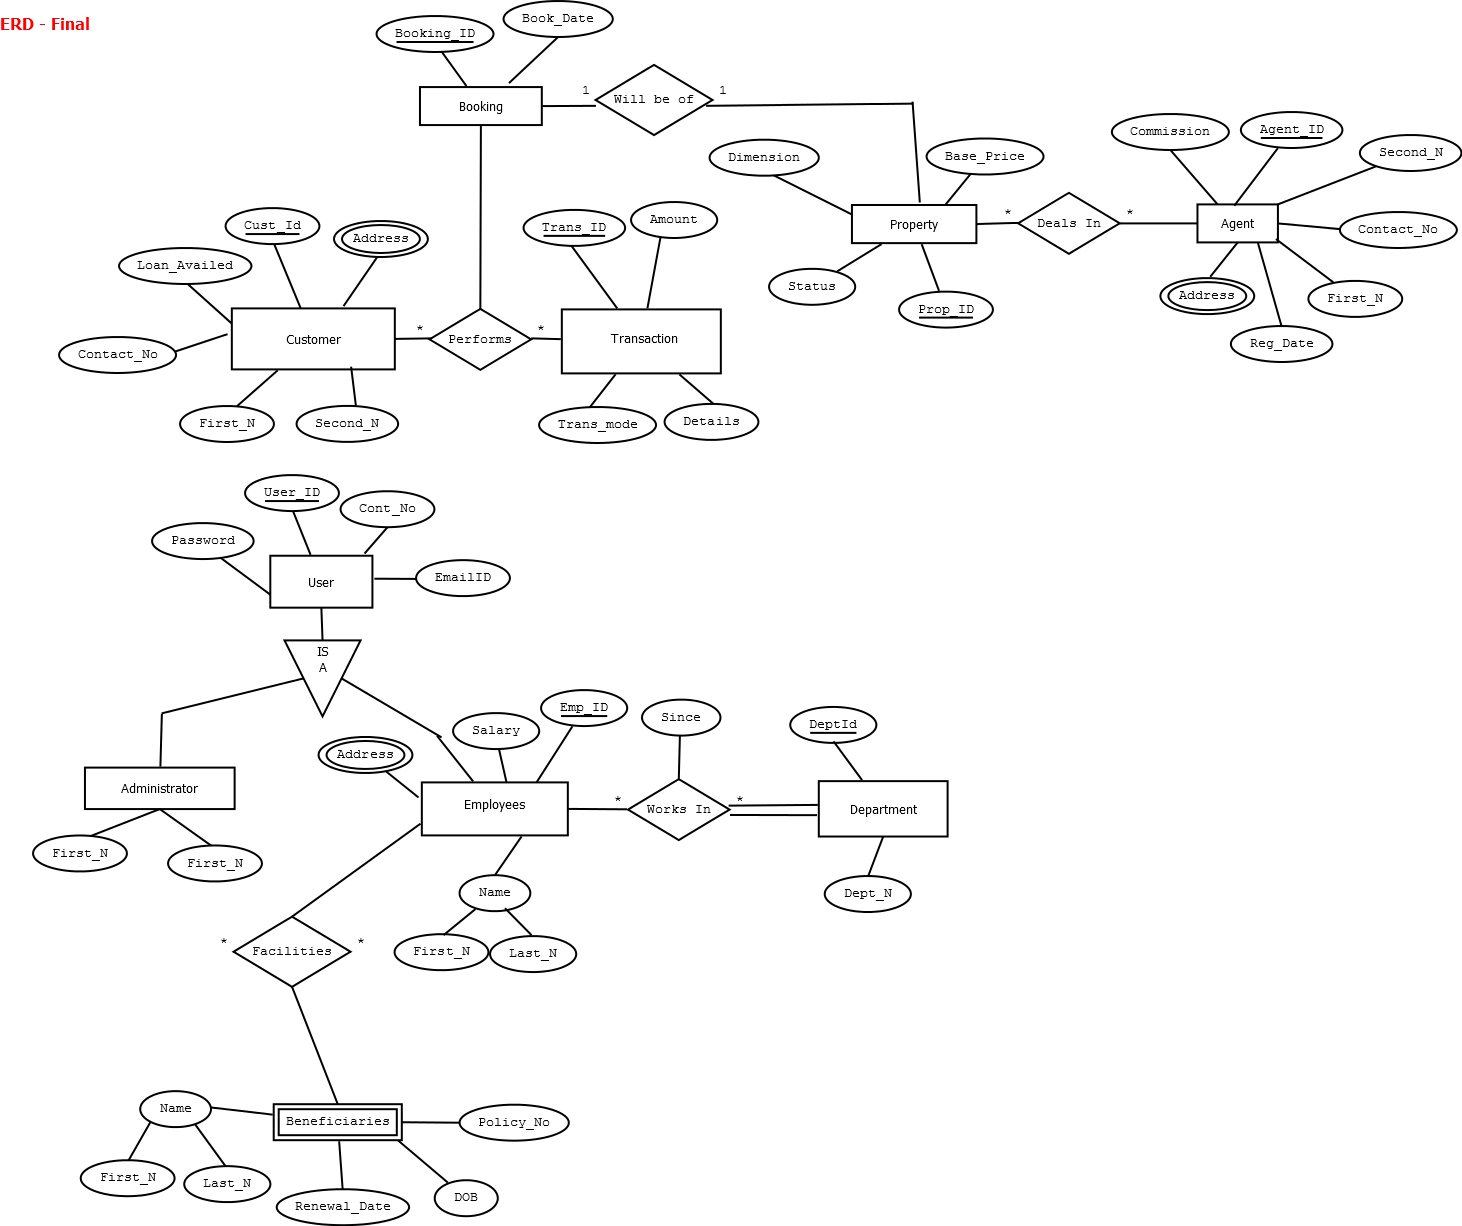 ERD - Final
Booking_ID
Book_Date
Booking
1
Will be of
1
Dimension
Base_Price
Commission
Agent_ID
Second_N
Property
*
Deals In
*
Agent
Contact_No
Status
Prop_ID
Address
First_N
Reg_Date
Cust_Id
Address
Loan_Availed
Trans_ID
Amount
Contact_No
Customer
*
Performs
*
Transaction
First_N
Second_N
Trans_mode
Details
User_ID
Cont_No
Password
User
EmailID
IS
A
Administrator
First_N
First_N
Address
Salary
Emp_ID
Since
DeptId
Employees
*
Works In
*
Department
Name
First_N
Last_N
Dept_N
*
Facilities
*
Name
Beneficiaries
Policy_No
First_N
Last_N
Renewal_Date
DOB